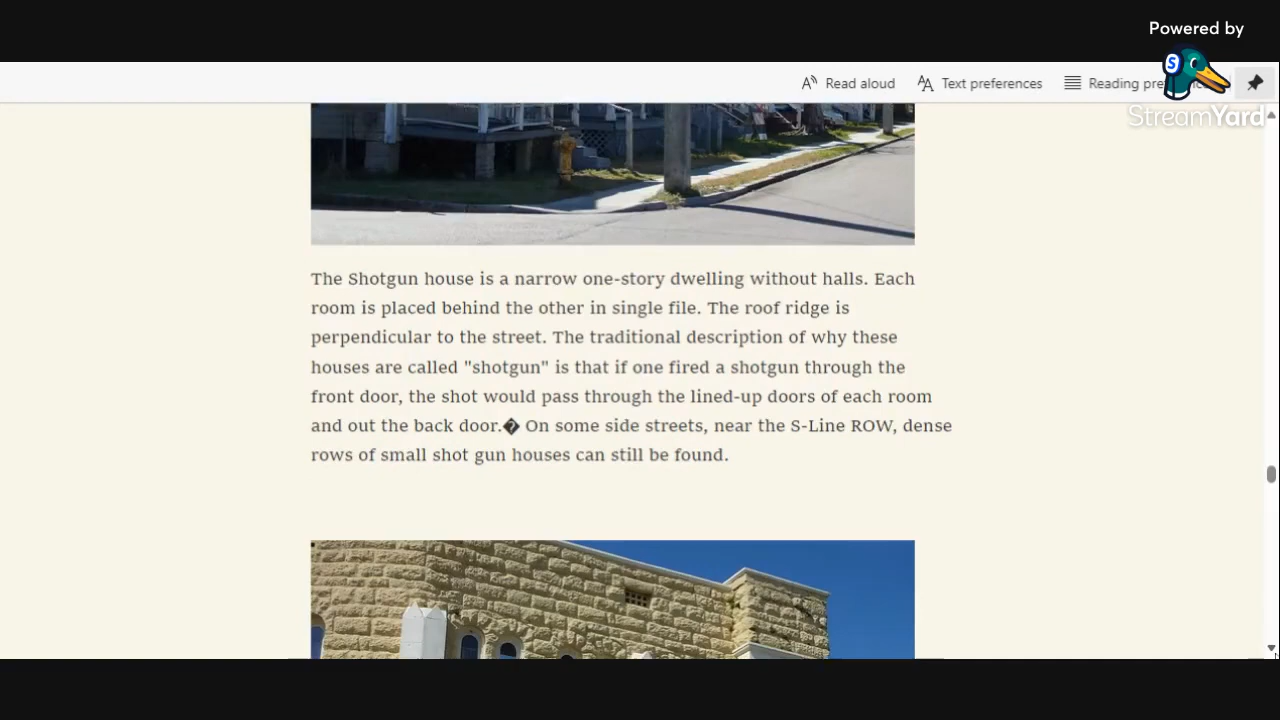 Powered by
Read aloud
Text preferences
Reading pre
StreamYard
The Shotgun house is a narrow one-story dwelling without halls. Each
room is placed behind the other in single file. The roof ridge is
perpendicular to the street. The traditional description of why these
houses are called "shotgun" is that if one fired a shotgun through the
front door, the shot would pass through the lined-up doors of each room
and out the back door.� On some side streets, near the S-Line ROW, dense
rows of small shot gun houses can still be found.